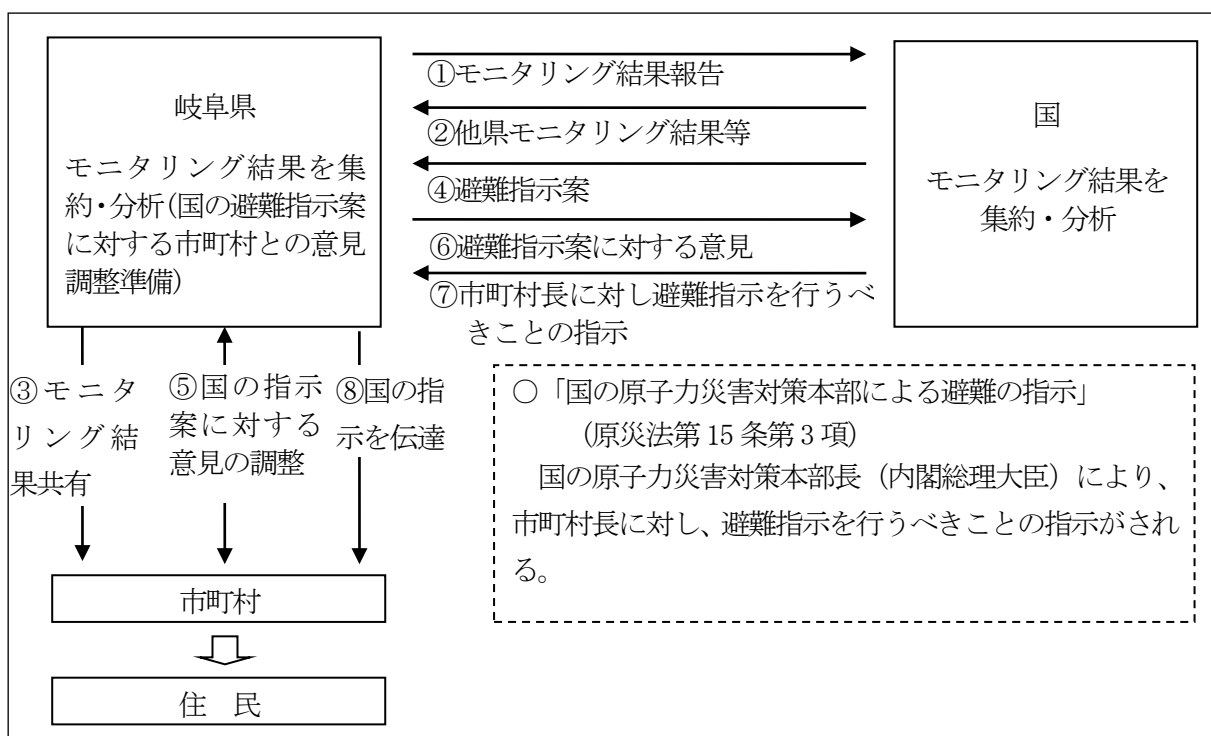 岐阜県
モニタリング結果を集
約・分析(国の避難指示案
に対する市町村との意見
調整準備)
①モニタリング結果報告
②他県モニタリング結果等
④避難指示案
⑥避難指示案に対する意見
⑦市町村長に対し避難指示を行うべ
きことの指示
国
モニタリング結果を
集約・分析
③モニタ
リング結
果共有
⑤国の指示
案に対する
意見の調整
⑧国の指
示を伝達
○「国の原子力災害対策本部による避難の指示」
(原災法第15条第3項)
国の原子力災害対策本部長(内閣総理大臣)により、
市町村長に対し、避難指示を行うべきことの指示がされ
る。
市町村
住 民